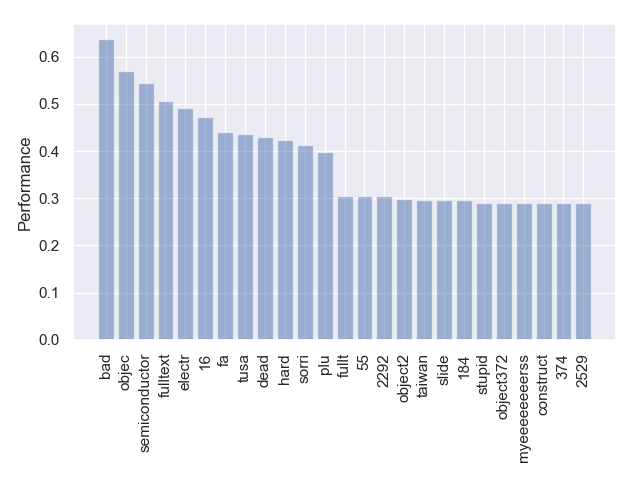 Performance
0.6
0.5
0.4
0.3
0.2
0.1
0.0
bad
objec
semiconductor
fulltext
electr
16
fa
tusa
dead
hard
sorri
plu
fullt
55
2292
object2
taiwan
slide
184
stupid
object372
myeeeeeeeerss
construct
374
2529